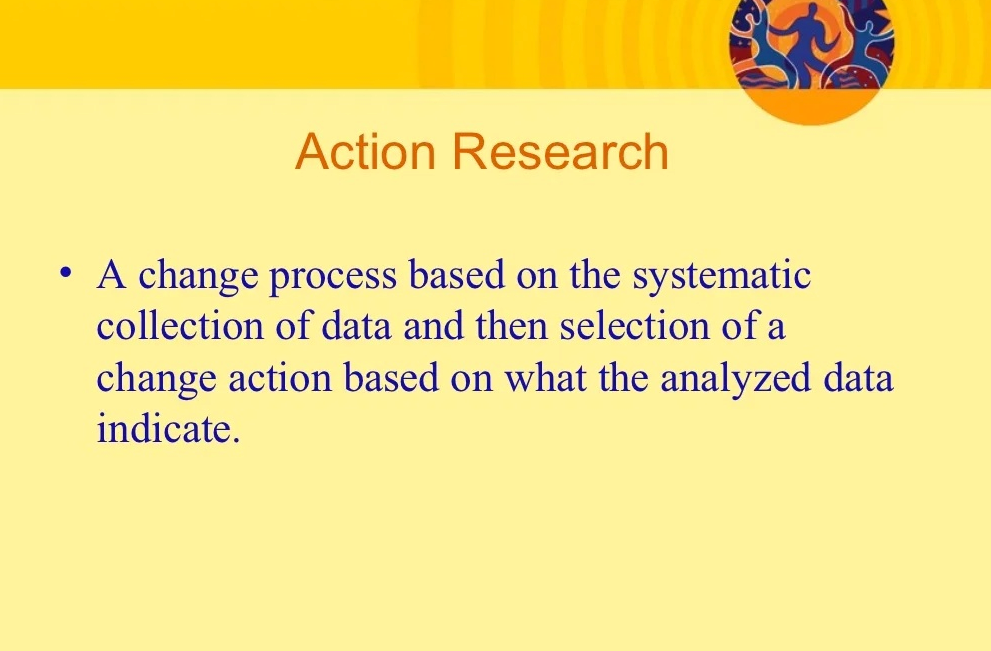 Action Research
• A change process based on the systematic
collection of data and then selection of a
change action based on what the analyzed data
indicate.